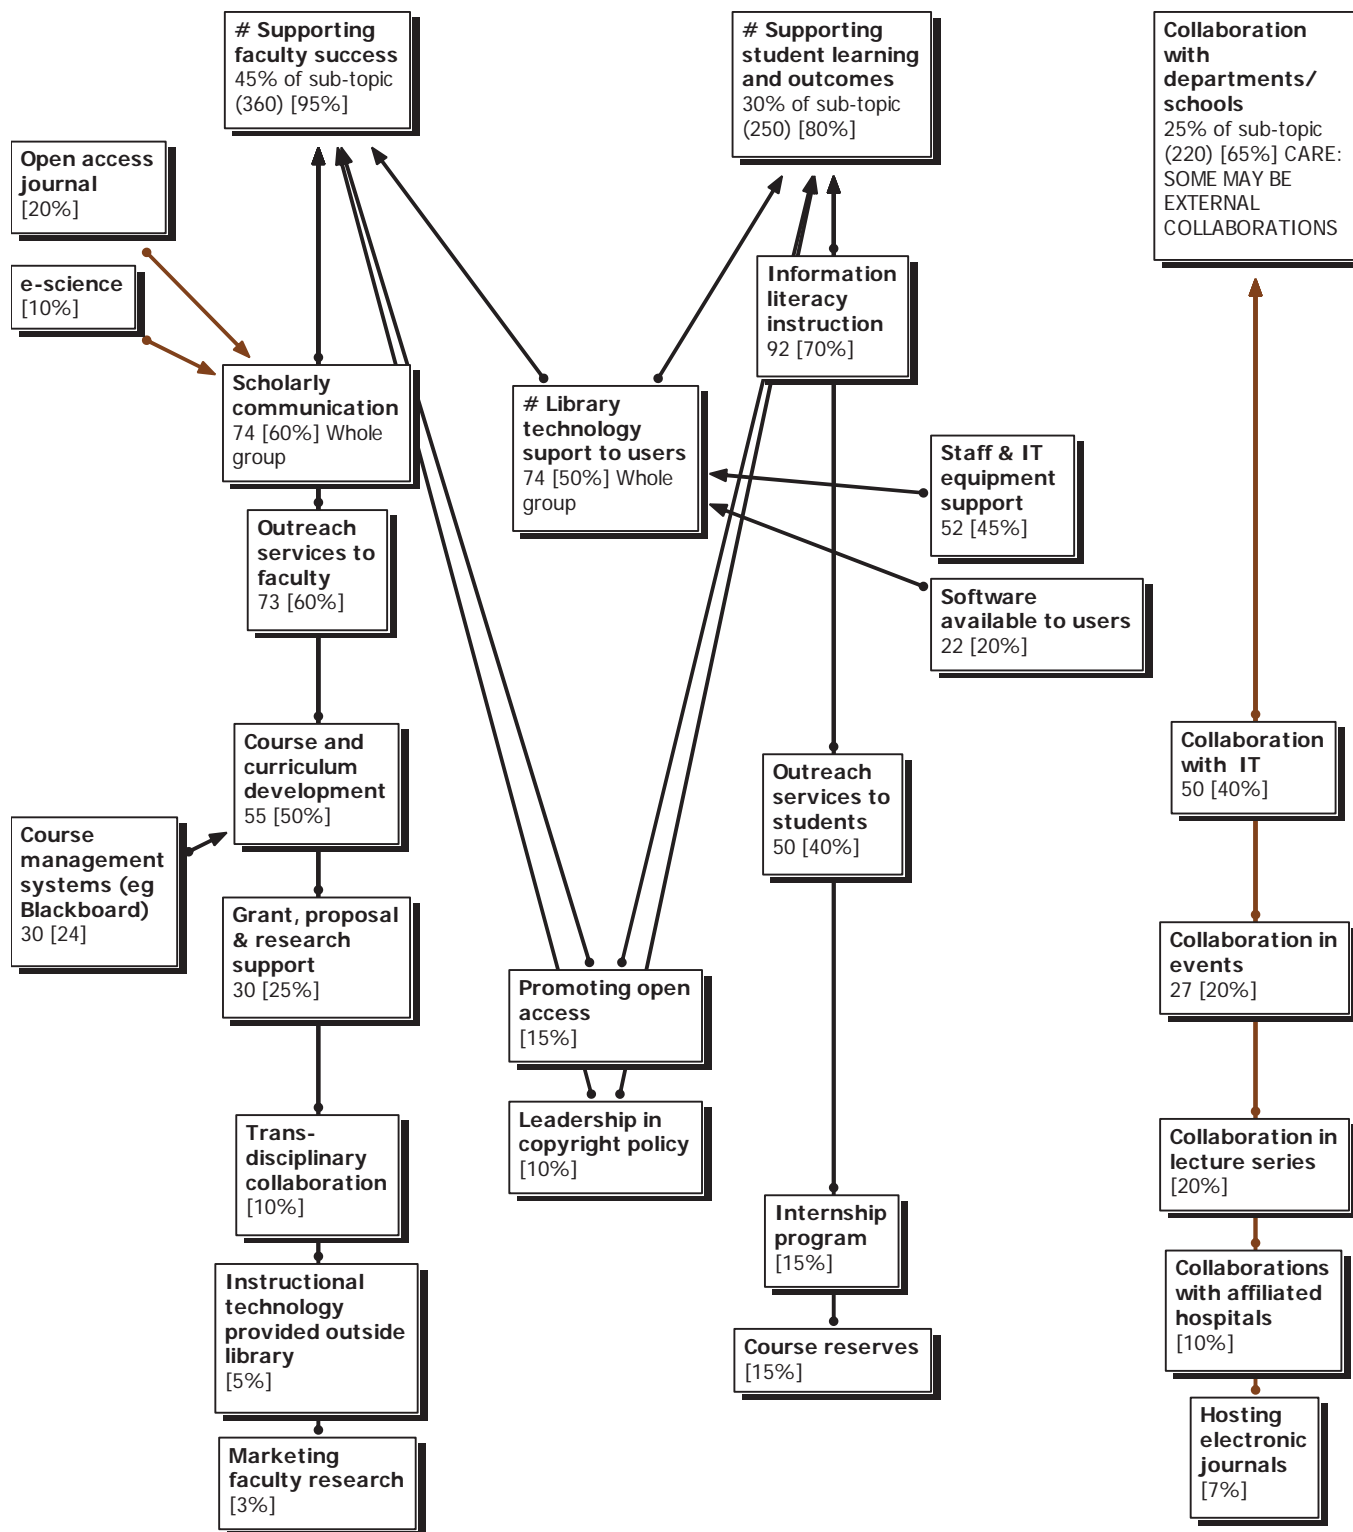 # Supporting
faculty success
45% of sub-topic
(360) [95%]
# Supporting
student learning
and outcomes
30% of sub-topic
(250) [80%]
Collaboration
with
departments/
schools
25% of sub-topic
(220) [65%] CARE:
SOME MAY BE
EXTERNAL
COLLABORATIONS
Open access
journal
[20%]
e-science
[10%]
Information
literacy
instruction
92 [70%]
Scholarly
communication
74 [60%] Whole
group
# Library
technology
suport to users
74 [50%] Whole
group
Staff & IT
equipment
support
52 [45%]
Outreach
services to
faculty
73 [60%]
Software
available to users
22 [20%]
Course and
curriculum
development
55 [50%]
Outreach
services to
students
50 [40%]
Collaboration
with IT
50 [40%]
Course
management
systems (eg
Blackboard)
30 [24]
Grant, proposal
& research
support
30 [25%]
Collaboration in
events
27 [20%]
Promoting open
access
[15%]
Leadership in
copyright policy
[10%]
Trans-
disciplinary
collaboration
[10%]
Collaboration in
lecture series
[20%]
Internship
program
[15%]
Instructional
technology
provided outside
library
[5%]
Collaborations
with affiliated
hospitals
[10%]
Course reserves
[15%]
Marketing
faculty research
[3%]
Hosting
electronic
journals
[7%]